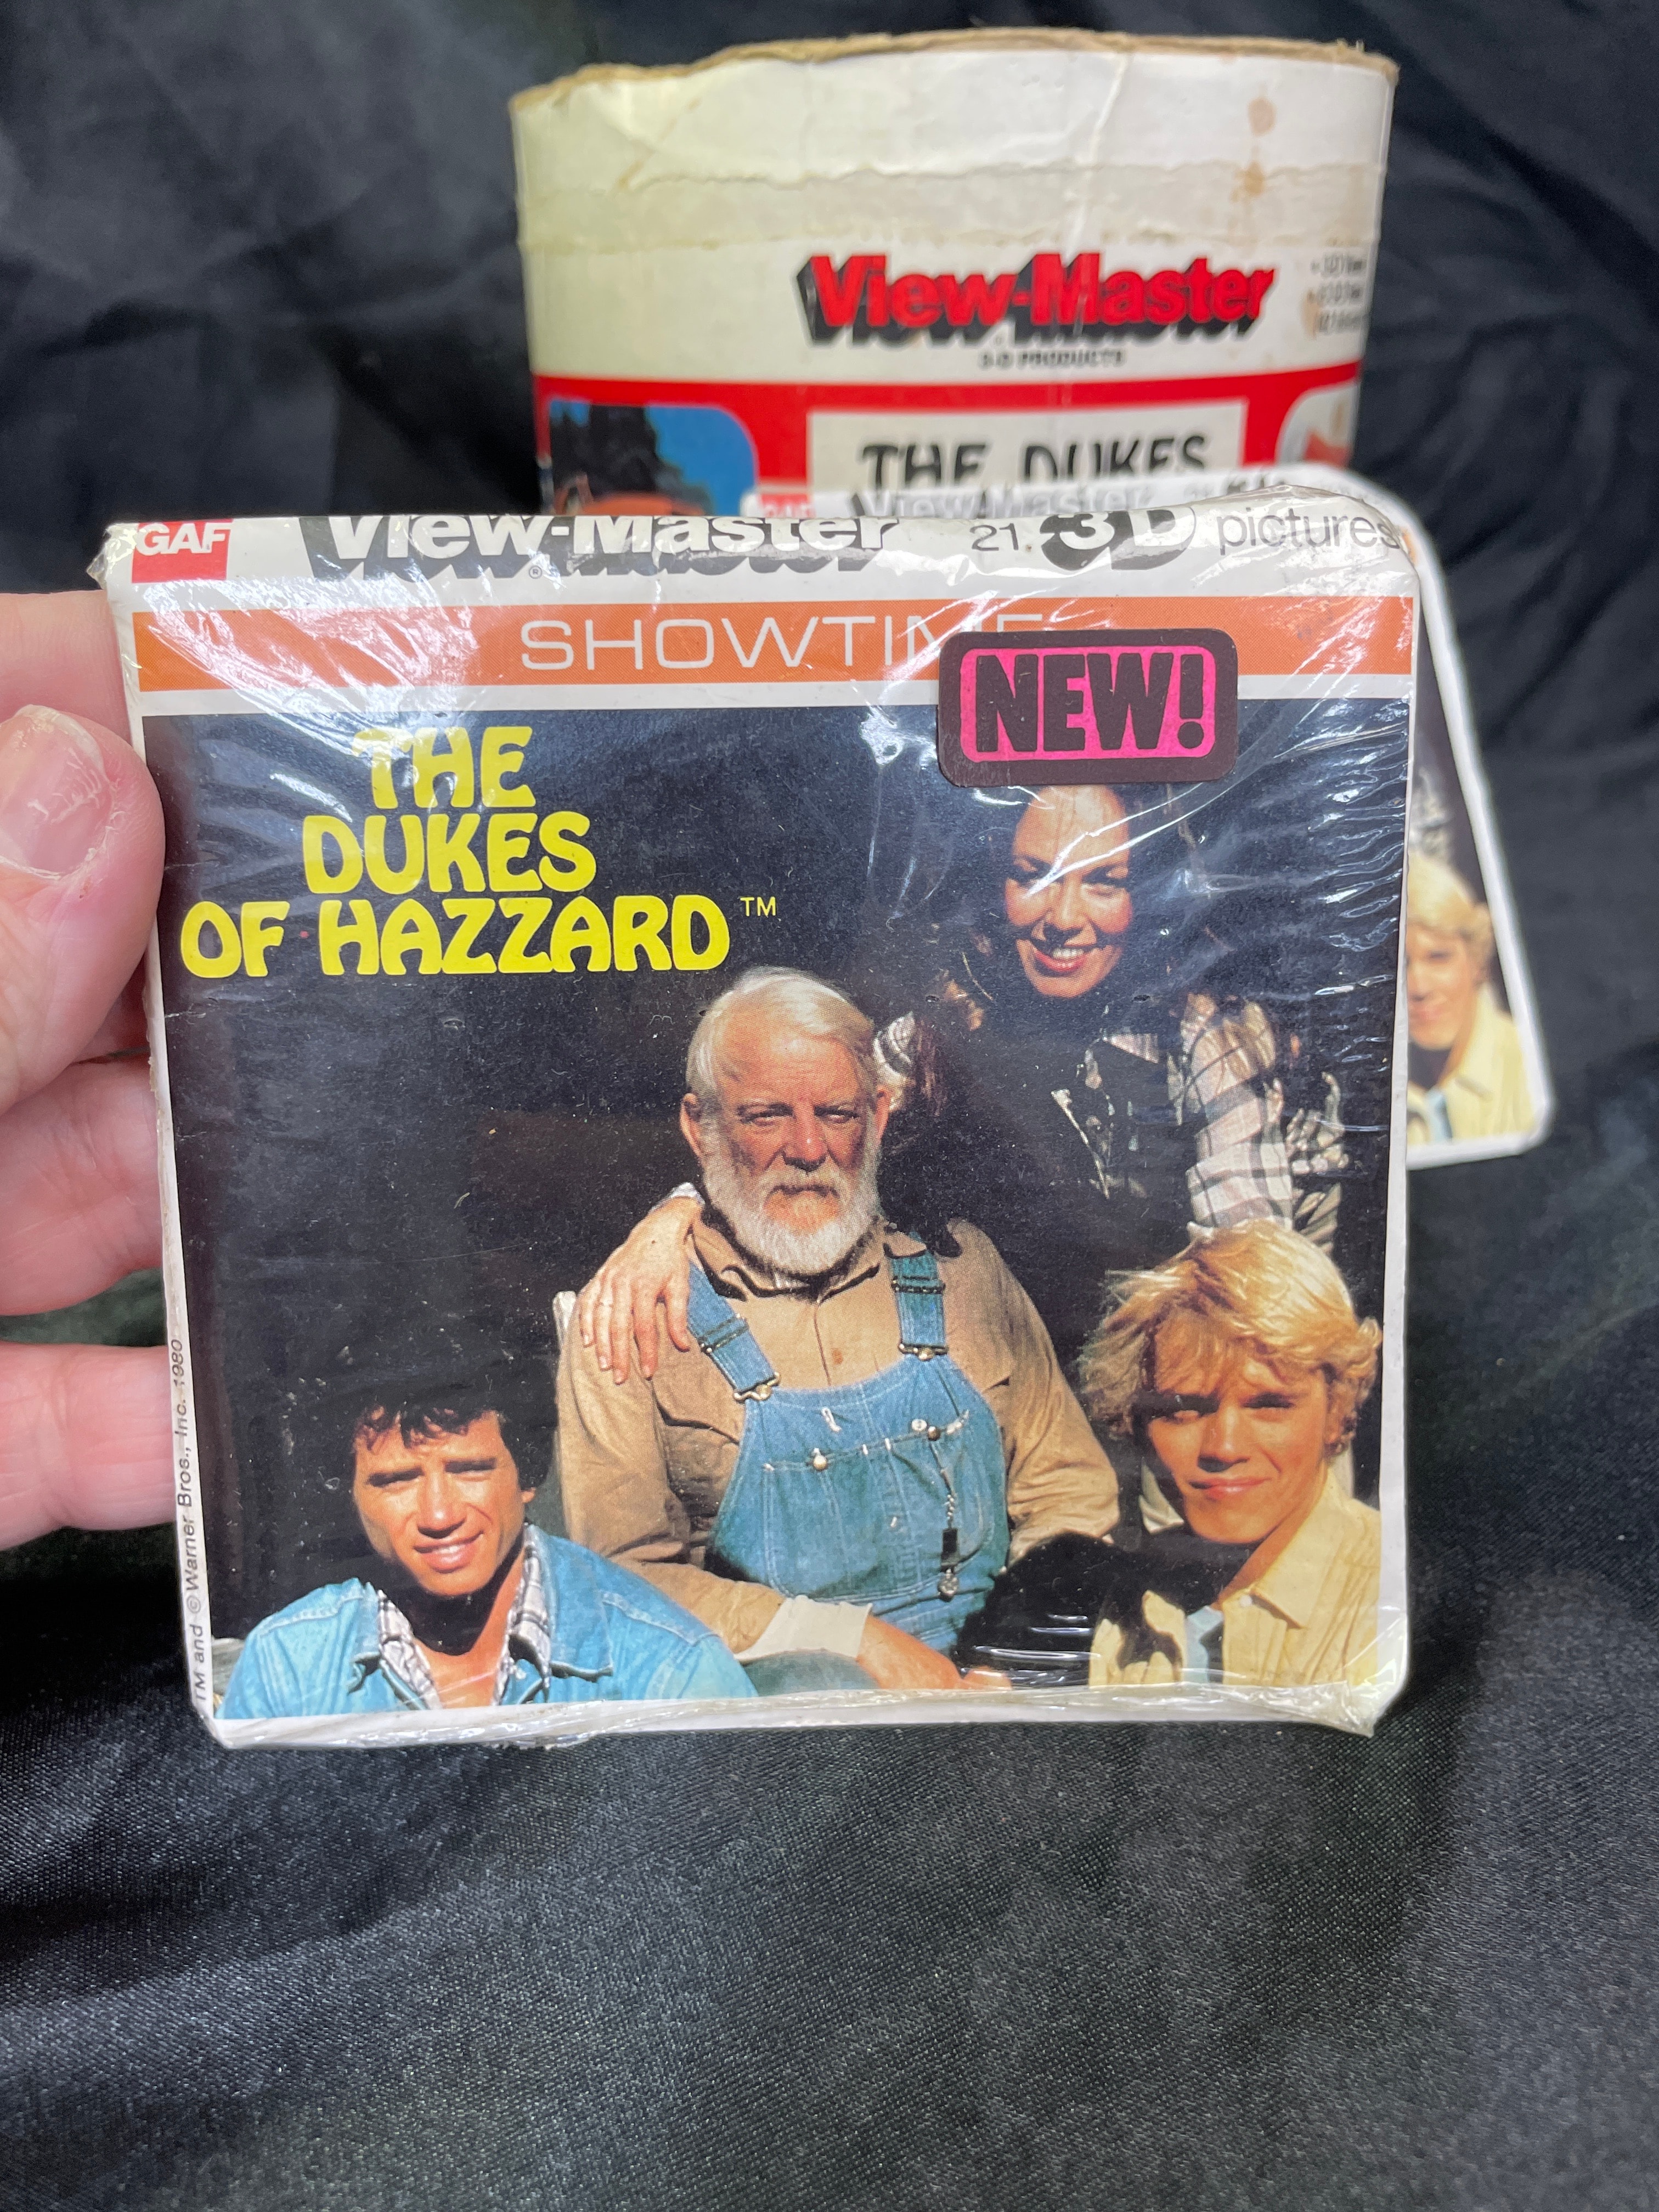 View-Master
3-D PRODUCTS
THE DUKES
GAF View-Master® 21 3D pictures
SHOWTIME
NEW!
THE
DUKES
OF HAZZARD™
TM and © Warner Bros., Inc. 1980